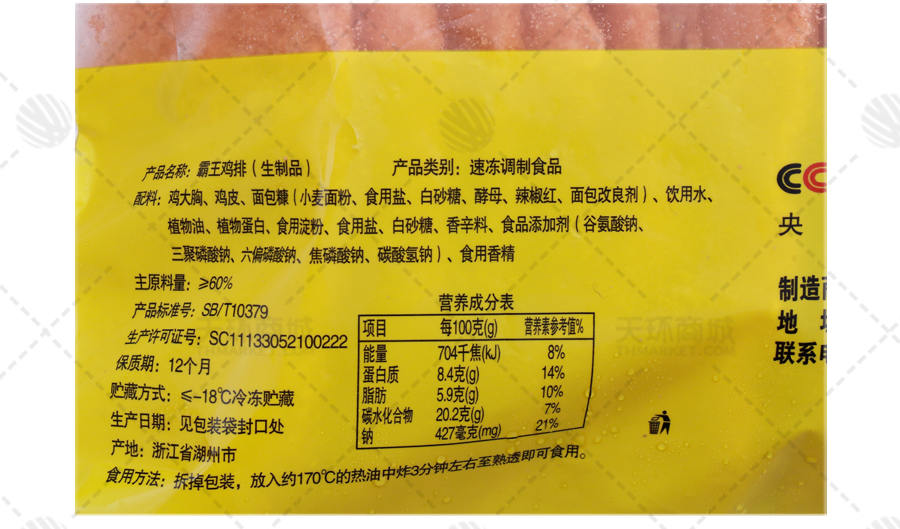 产品名称：霸王鸡排（生制品） 产品类别：速冻调制食品
配料：鸡大胸、鸡皮、面包糠（小麦面粉、食用盐、白砂糖、酵母、辣椒红、面包改良剂）、饮用水、
植物油、植物蛋白、食用淀粉、食用盐、白砂糖、香辛料、食品添加剂（谷氨酸钠、
三聚磷酸钠、六偏磷酸钠、焦磷酸钠、碳酸氢钠）、食用香精
主原料量：≥60%
产品标准号：SB/T10379
生产许可证号：SC11133052100222
保质期：12个月
贮藏方式：≤-18℃冷冻贮藏
生产日期：见包装袋封口处
产地：浙江省湖州市
食用方法：拆掉包装，放入约170℃的热油中炸3分钟左右至熟透即可食用。
营养成分表
项目 每100克(g) 营养素参考值%
能量 704千焦(kJ) 8%
蛋白质 8.4克(g) 14%
脂肪 5.9克(g) 10%
碳水化合物 20.2克(g) 7%
钠 427毫克(mg) 21%
央
制造
地
联系
天环商城
TNHMARKET.COM